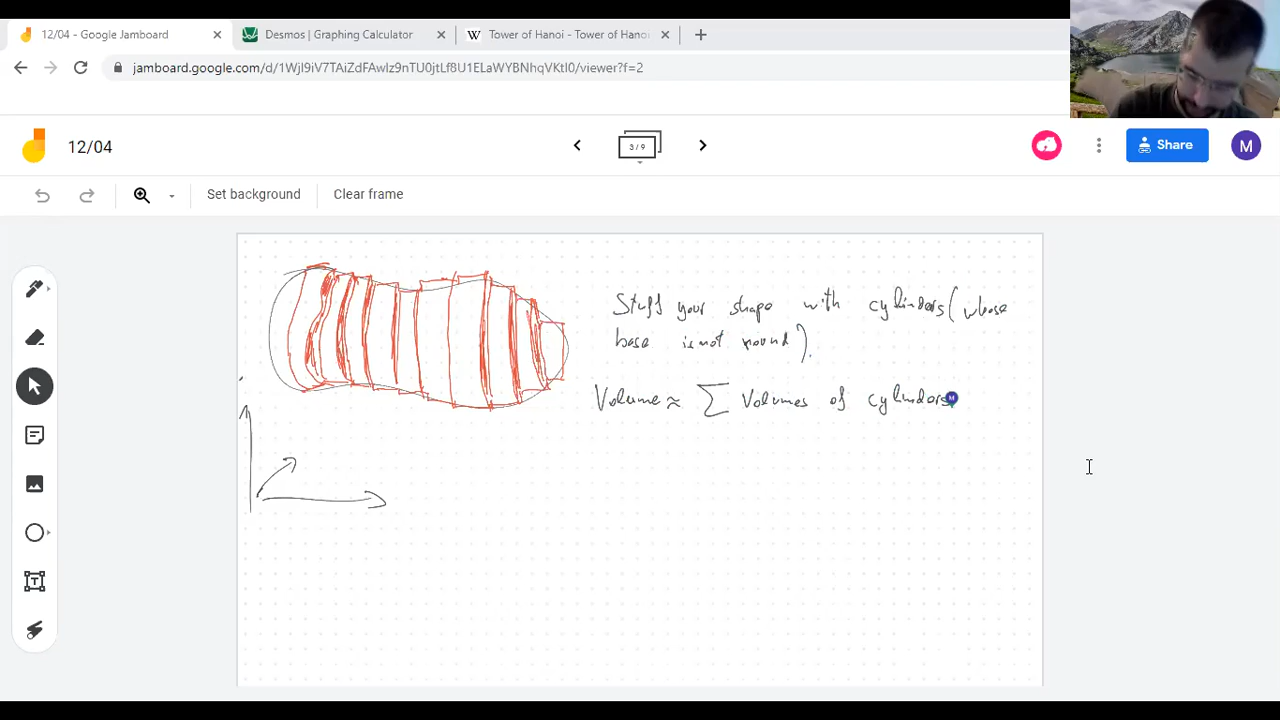 12/04 - Google Jamboard
Desmos | Graphing Calculator
Tower of Hanoi - Tower of Hano
jamboard.google.com/d/1Wjl9iV7TAiZdFAwlz9nTU0jtLf8U1ELaWYBNhqVKtl0/viewer?f=2
12/04
3 / 9
Share
M
Set background
Clear frame
Stuff your shape with cylinders (whose
base is not round).
Volume ≈ ∑ Volumes of cylinders
M